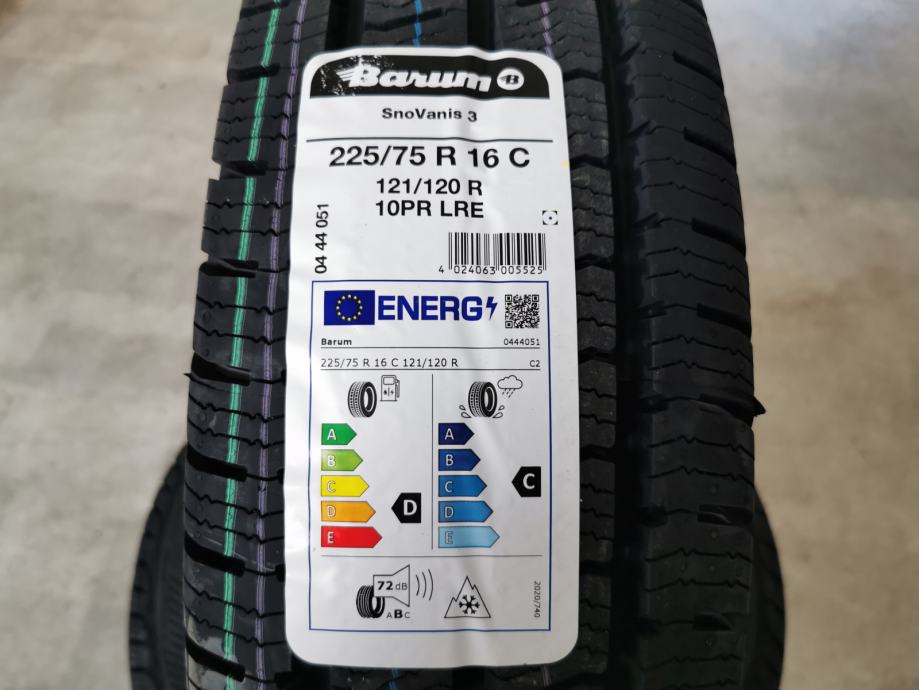 Barum B
SnoVanis 3
225/75 R 16 C
121/120 R
10PR LRE
04 44 051
4 024063 005525
ENERG
Barum 0444051
225/75 R 16 C 121/120 R C2
A
B
C
D
E
D
A
B
C
D
E
C
72 dB
ABC
2020/740